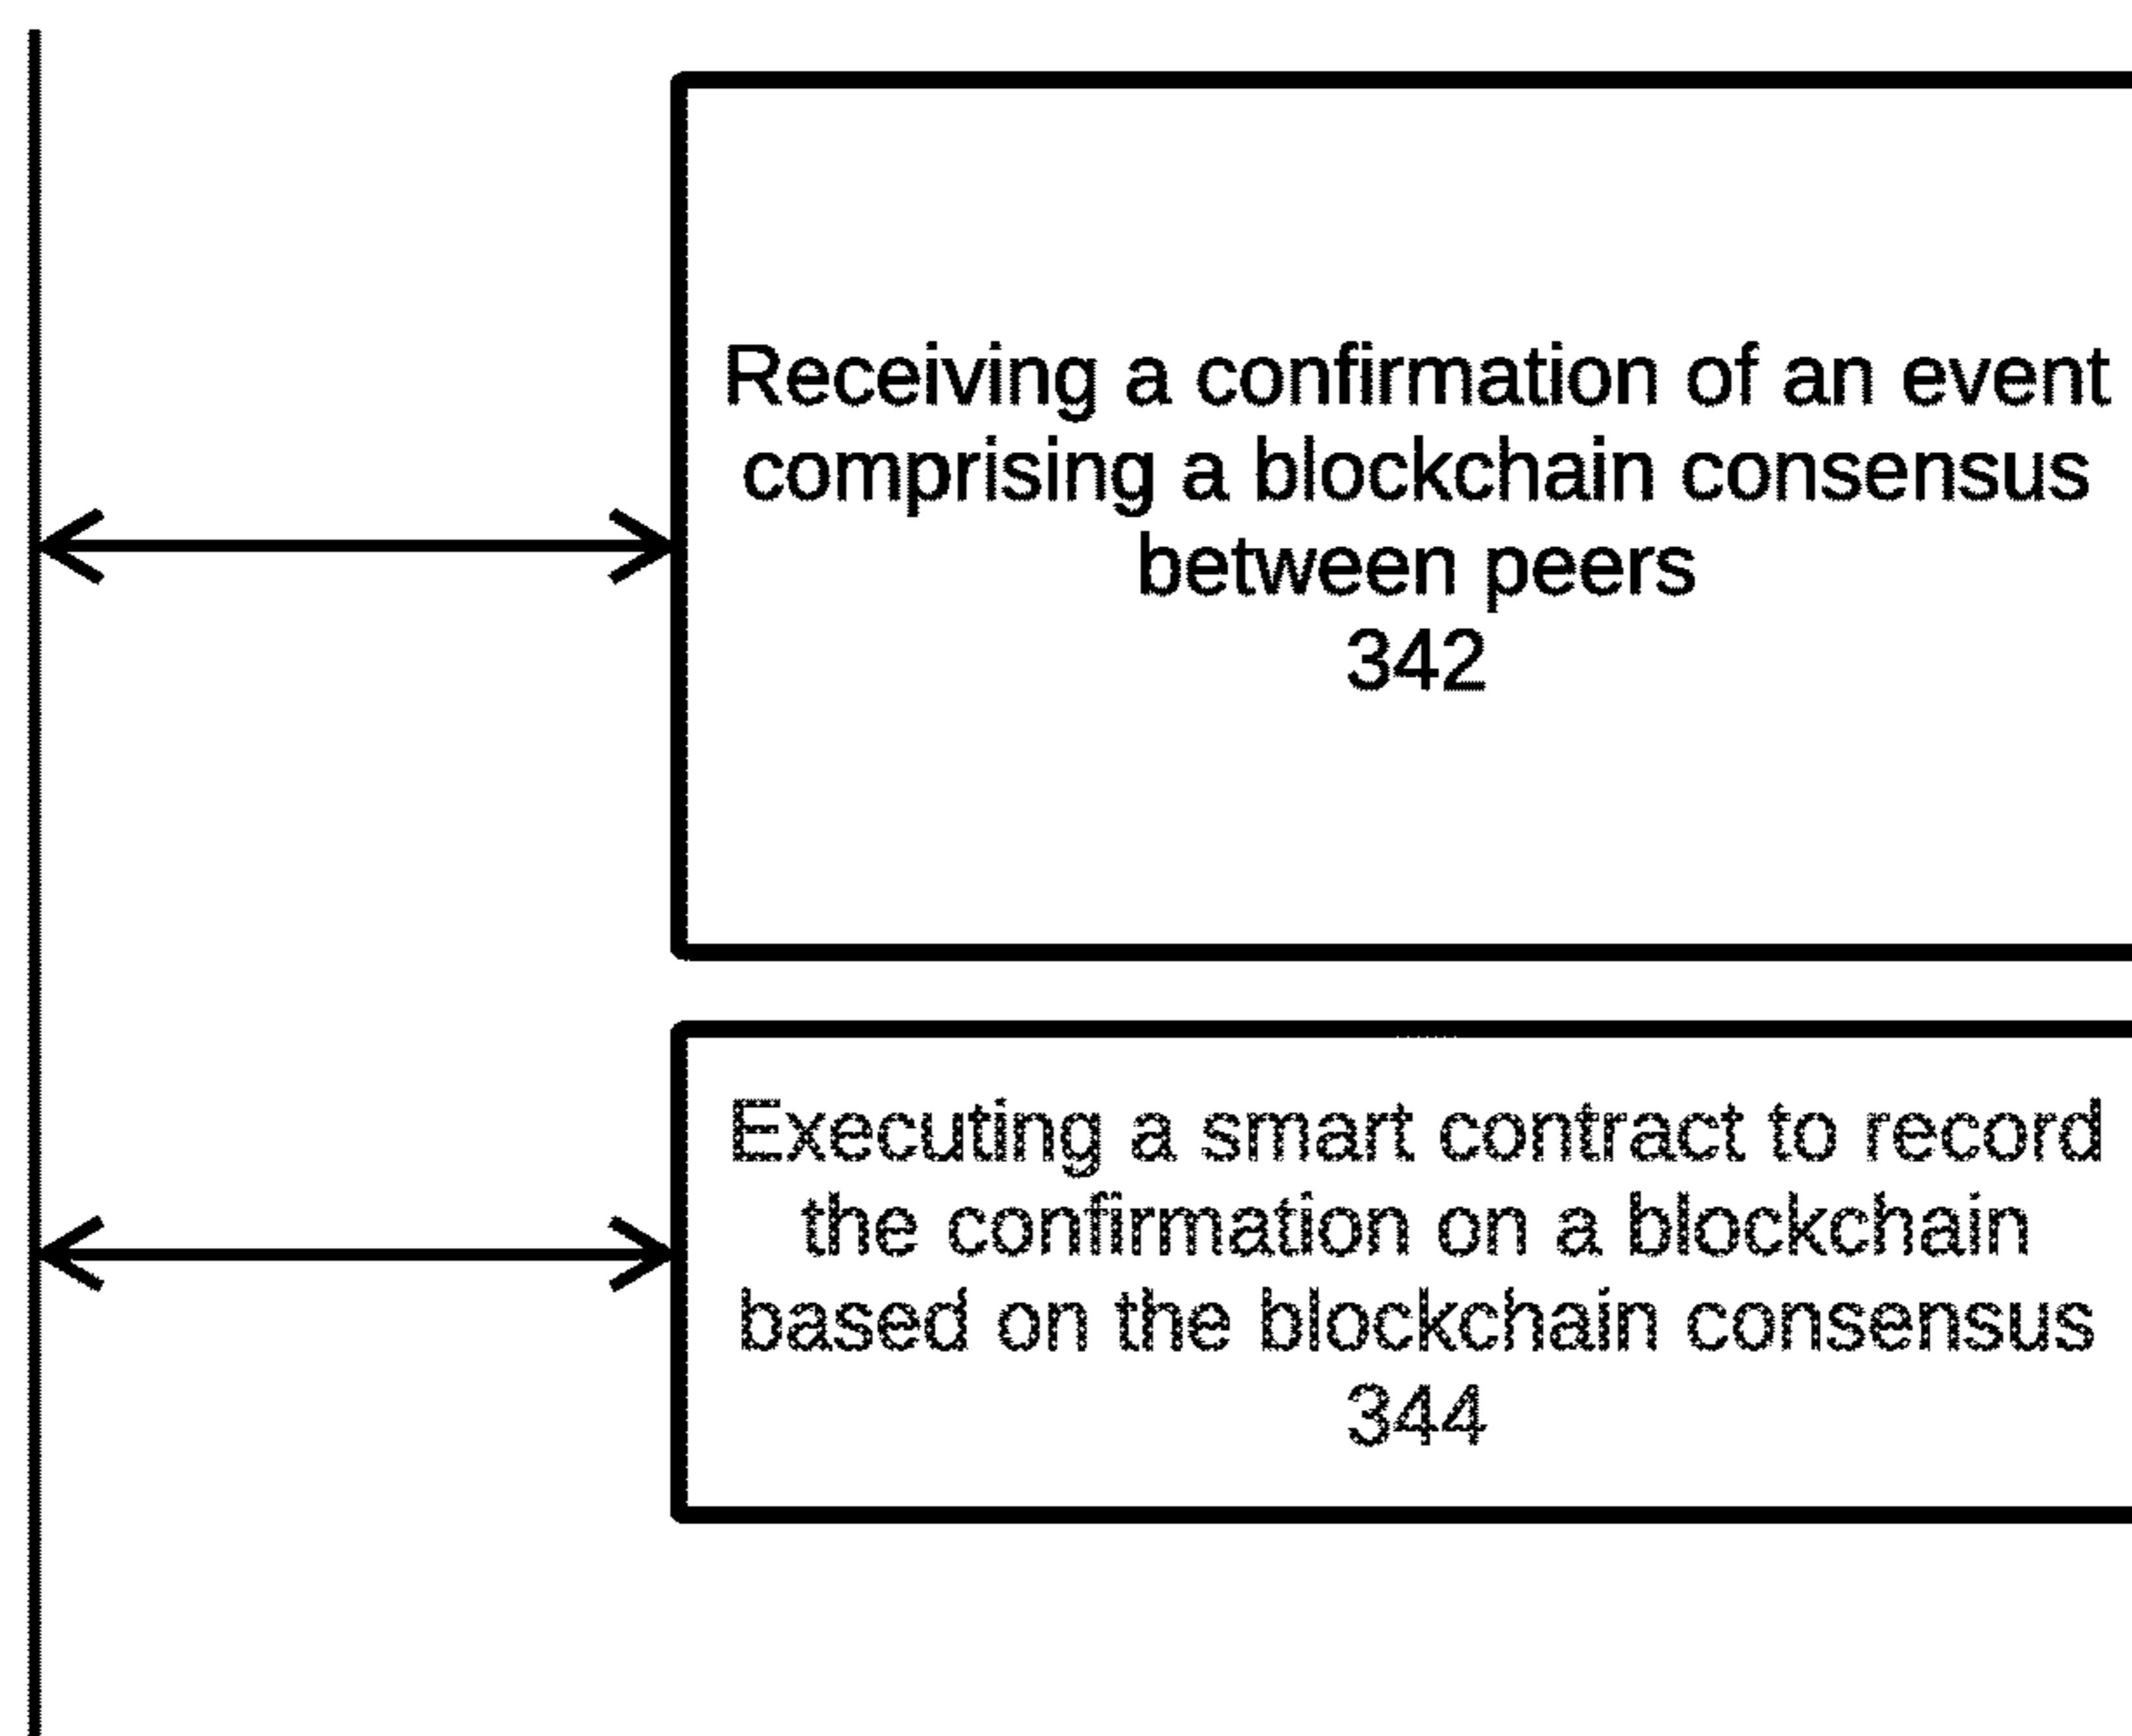 Receiving a confirmation of an event
comprising a blockchain consensus
between peers
342
Executing a smart contract to record
the confirmation on a blockchain
based on the blockchain consensus
344